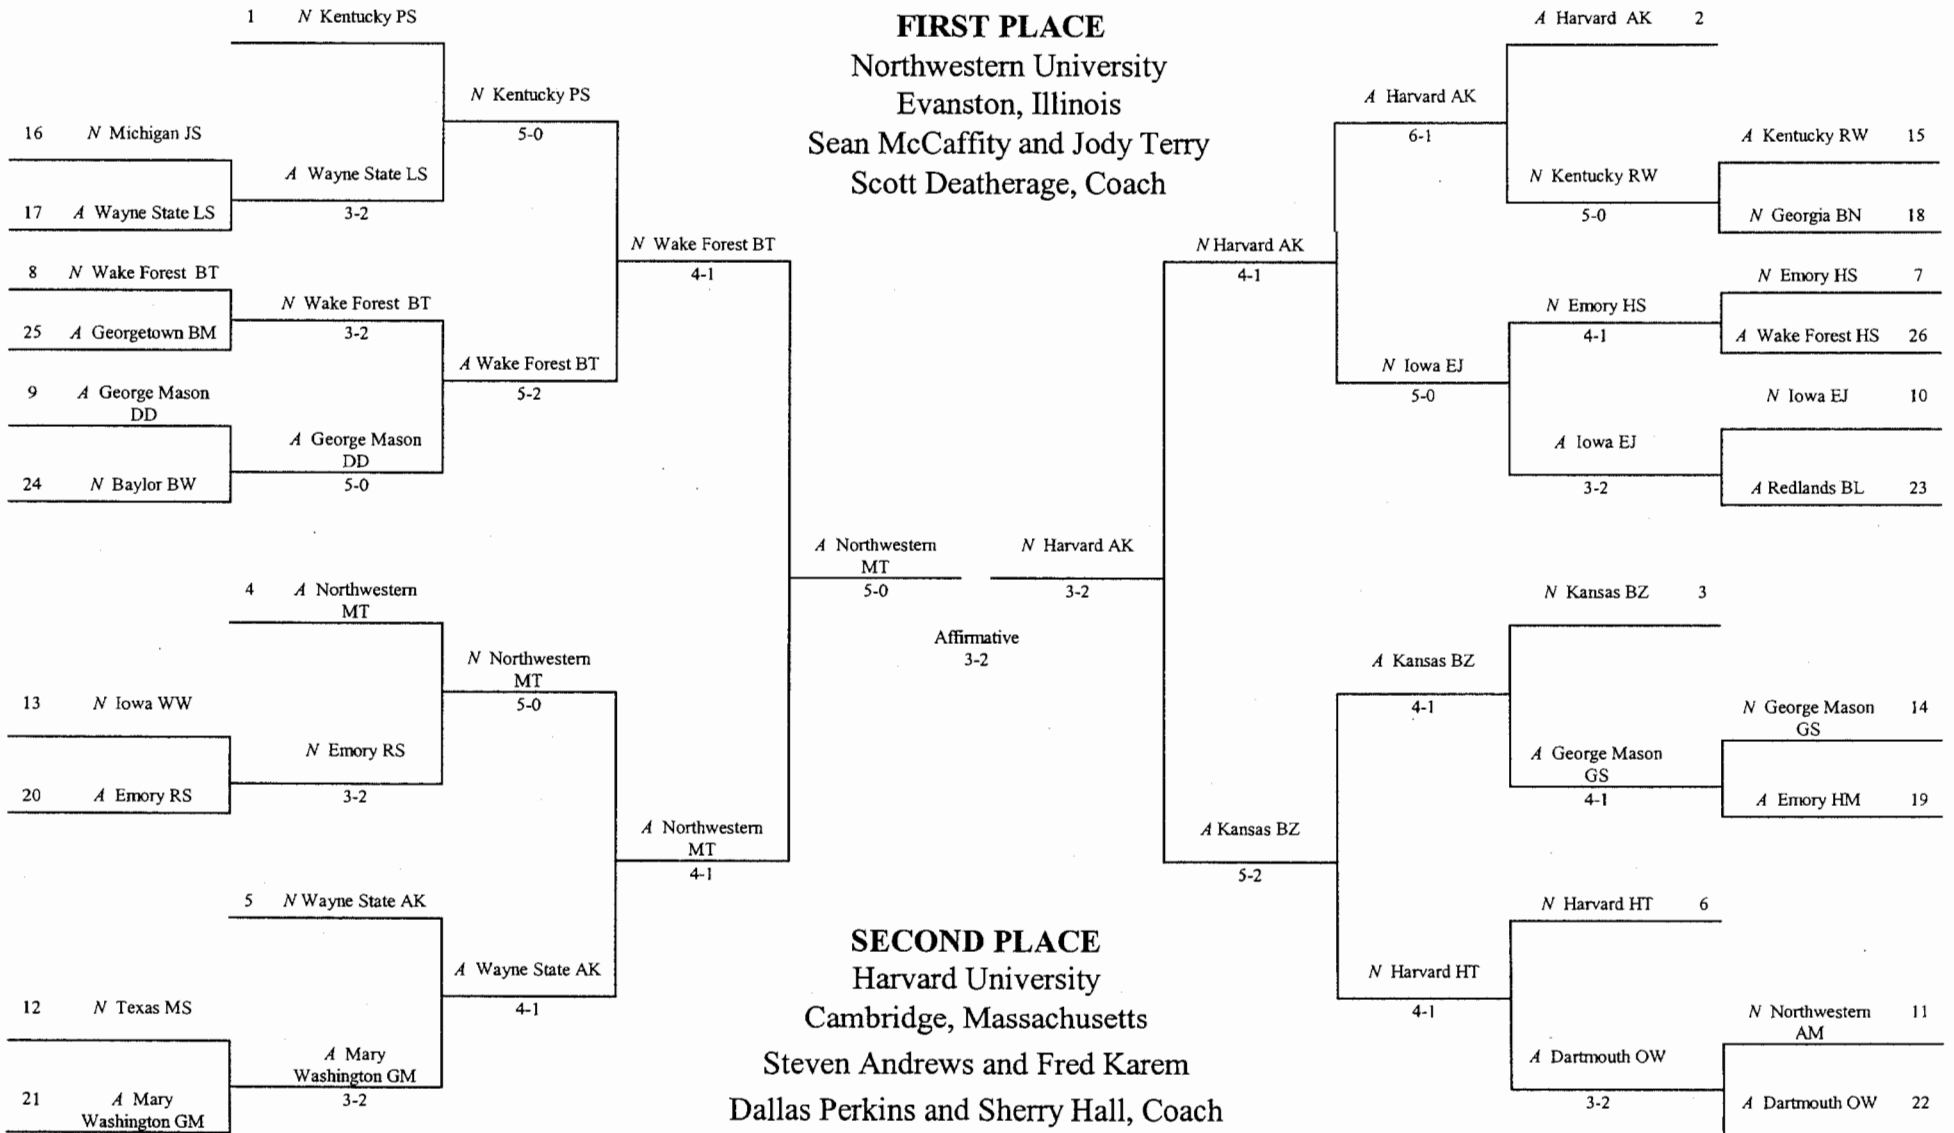 1 N Kentucky PS
16 N Michigan JS
17 A Wayne State LS
8 N Wake Forest BT
25 A Georgetown BM
9 A George Mason
DD
24 N Baylor BW
A Wayne State LS
3-2
N Wake Forest BT
3-2
A George Mason
DD
5-0
N Kentucky PS
5-0
A Wake Forest BT
5-2
N Wake Forest BT
4-1
4 A Northwestern
MT
13 N Iowa WW
20 A Emory RS
N Emory RS
3-2
5 N Wayne State AK
12 N Texas MS
21 A Mary
Washington GM
A Mary
Washington GM
3-2
N Northwestern
MT
5-0
A Wayne State AK
4-1
A Northwestern
MT
4-1
A Northwestern
MT
5-0
FIRST PLACE
Northwestern University
Evanston, Illinois
Sean McCaffity and Jody Terry
Scott Deatherage, Coach
N Harvard AK
3-2
Affirmative
3-2
SECOND PLACE
Harvard University
Cambridge, Massachusetts
Steven Andrews and Fred Karem
Dallas Perkins and Sherry Hall, Coach
N Harvard AK
4-1
A Kansas BZ
5-2
A Harvard AK
6-1
N Iowa EJ
5-0
A Kansas BZ
4-1
N Harvard HT
4-1
A Harvard AK 2
N Kentucky RW
5-0
N Emory HS
4-1
A Iowa EJ
3-2
N Kansas BZ 3
A George Mason
GS
4-1
N Harvard HT 6
A Dartmouth OW
3-2
A Kentucky RW 15
N Georgia BN 18
N Emory HS 7
A Wake Forest HS 26
N Iowa EJ 10
A Redlands BL 23
N George Mason 14
GS
A Emory HM 19
N Northwestern 11
AM
A Dartmouth OW 22